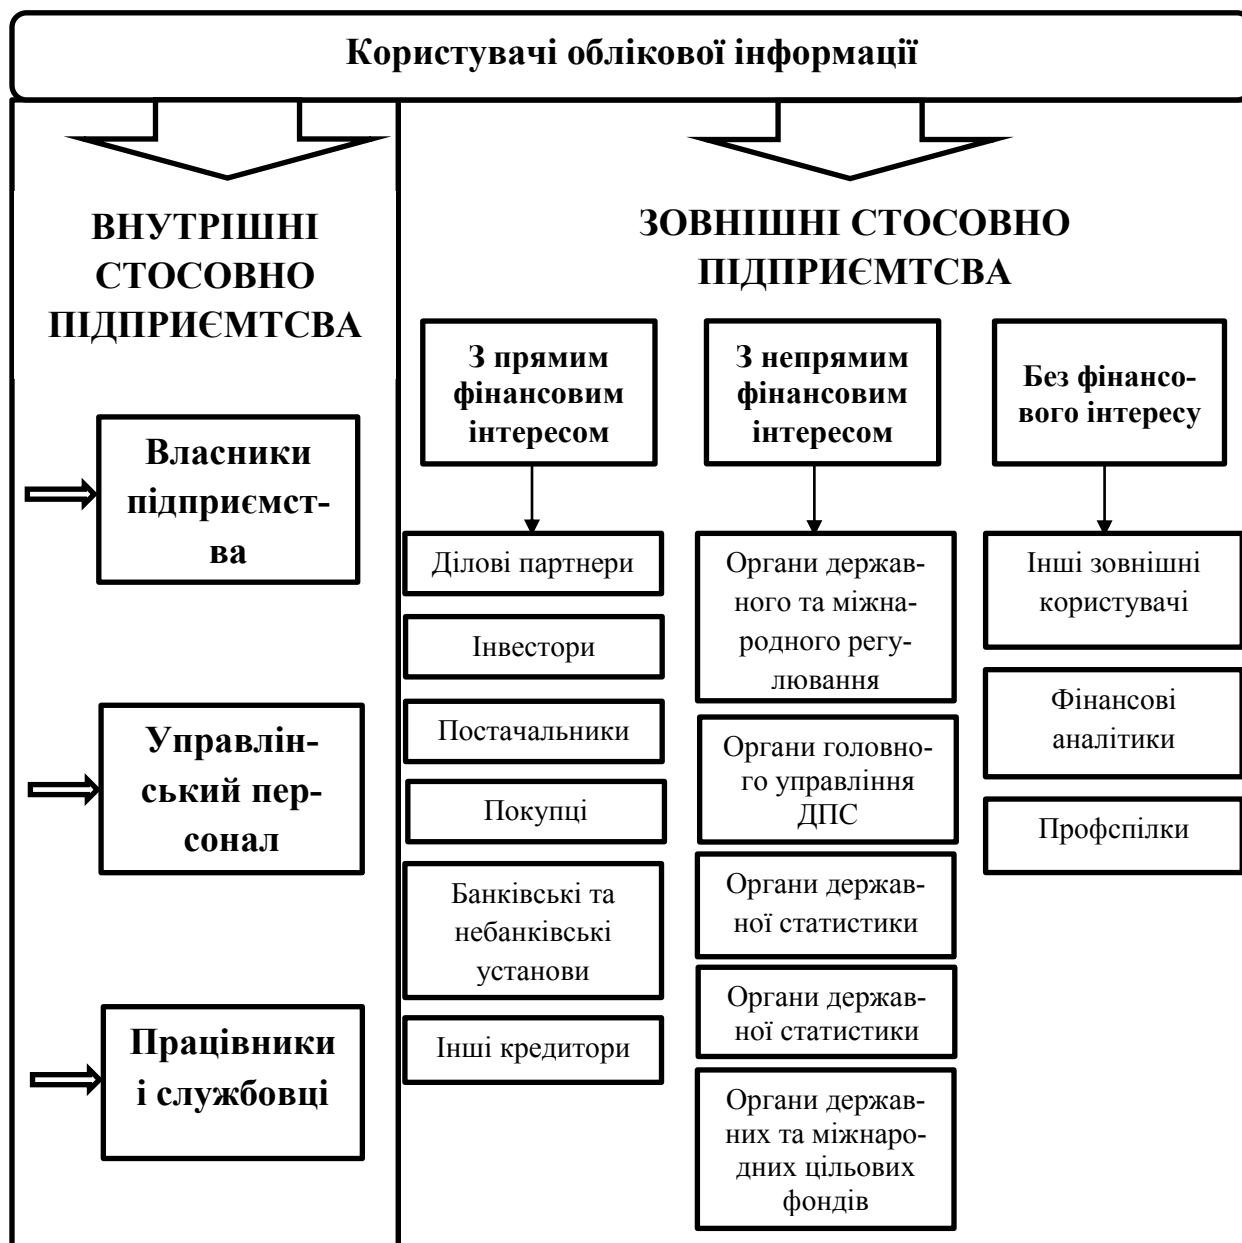 Користувачі облікової інформації
ВНУТРІШНІ
СТОСОВНО
ПІДПРИЄМТСВА
Власники
підприємст-
ва
Управлін-
ський пер-
сонал
Працівники
і службовці
ЗОВНІШНІ СТОСОВНО
ПІДПРИЄМТСВА
З прямим
фінансовим
інтересом
Ділові партнери
Інвестори
Постачальники
Покупці
Банківські та
небанківські
установи
Інші кредитори
З непрямим
фінансовим
інтересом
Органи держав-
ного та міжна-
родного регу-
лювання
Органи головно-
го управління
ДПС
Органи держав-
ної статистики
Органи держав-
ної статистики
Органи держав-
них та міжнаро-
дних цільових
фондів
Без фінансо-
вого інтересу
Інші зовнішні
користувачі
Фінансові
аналітики
Профспілки